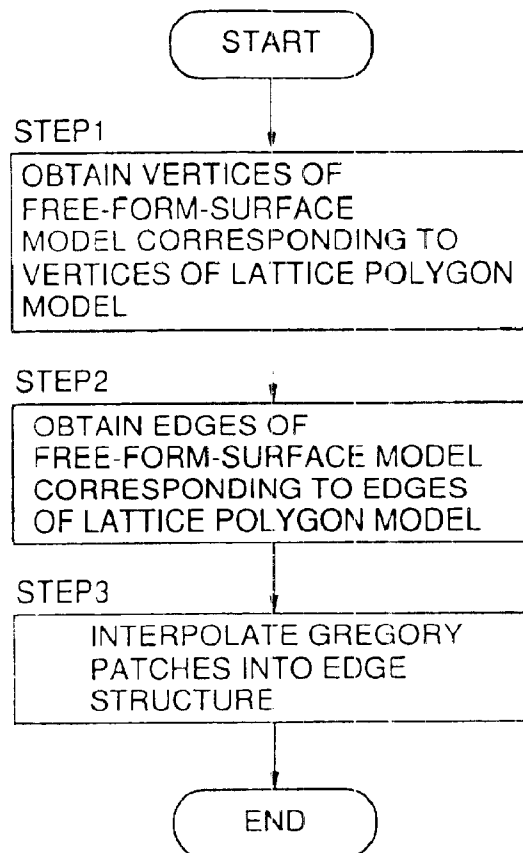 START
STEP1
OBTAIN VERTICES OF
FREE-FORM-SURFACE
MODEL CORRESPONDING TO
VERTICES OF LATTICE POLYGON
MODEL
STEP2
OBTAIN EDGES OF
FREE-FORM-SURFACE MODEL
CORRESPONDING TO EDGES
OF LATTICE POLYGON MODEL
STEP3
INTERPOLATE GREGORY
PATCHES INTO EDGE
STRUCTURE
END